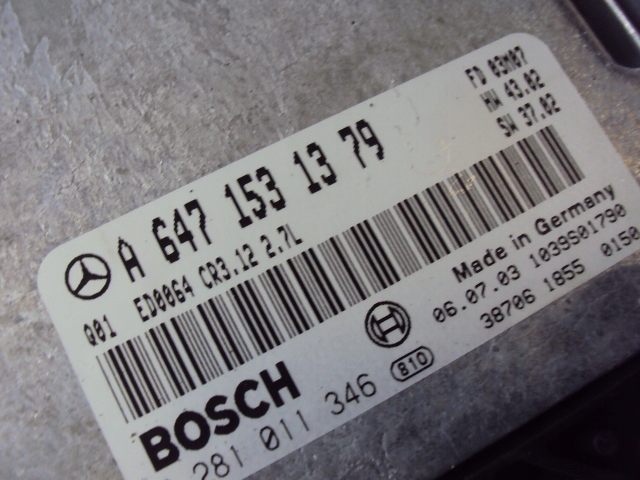 FD 03M07
HW 43.02
SW 37.02
A 647 153 13 79
Q01 ED0064 CR3.12 2.7L
Made in Germany
06.07.03 1039S01790
38706 1855 0150
BOSCH
281 011 346 810